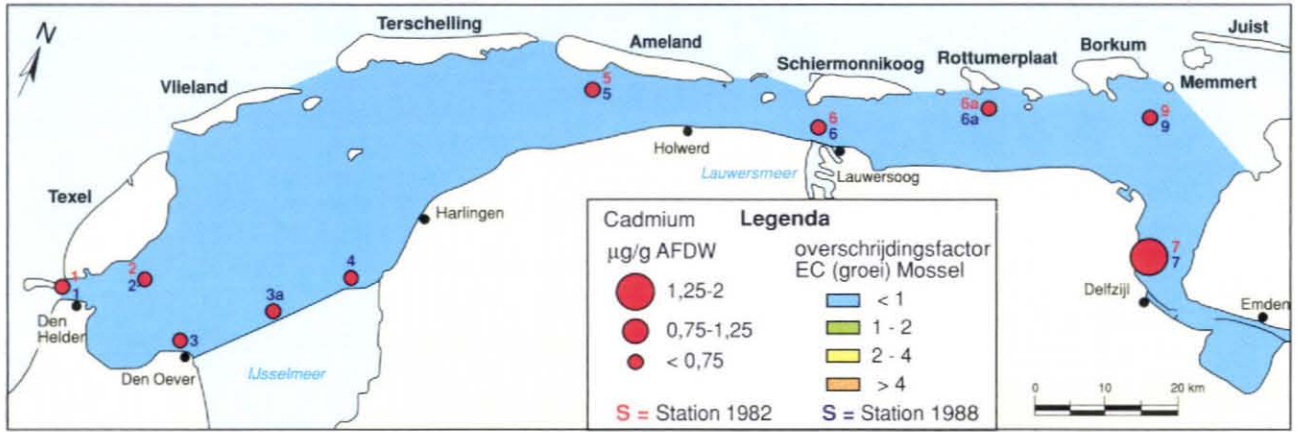 N
Terschelling
Ameland
Juist
Borkum
Rottumerplaat
Schiermonnikoog
Memmert
Vlieland
5
5
6a
6a
9
9
6
6
Holwerd
Lauwersmeer
Lauwersoog
Texel
Harlingen
1
1
2
2
4
3a
3
Den
Helder
Den Oever
IJsselmeer
7
7
Delfzijl
Emden
Cadmium Legenda
µg/g AFDW
overschrijdingsfactor
EC (groei) Mossel
1,25-2
0,75-1,25
< 0,75
< 1
1 - 2
2 - 4
> 4
S = Station 1982
S = Station 1988
0 10 20 km